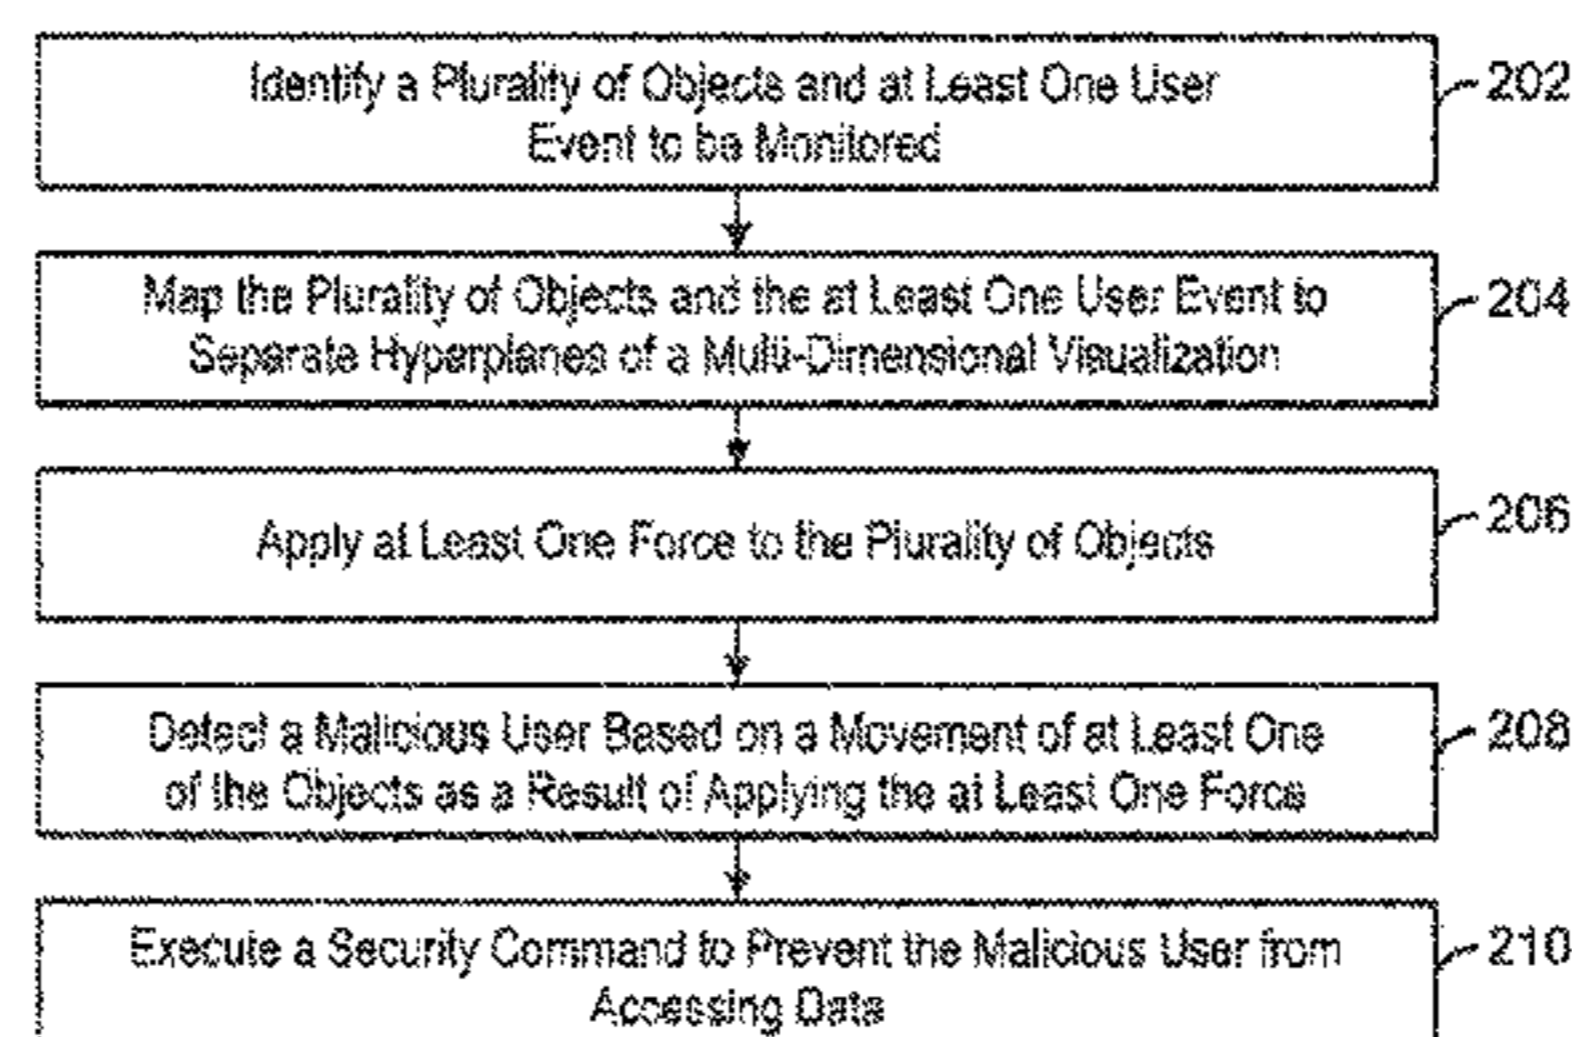 Identify a Plurality of Objects and at Least One User
Event to be Monitored
202
Map the Plurality of Objects and the at Least One User Event to
Separate Hyperplanes of a Multi-Dimensional Visualization
204
Apply at Least One Force to the Plurality of Objects
206
Detect a Malicious User Based on a Movement of at Least One
of the Objects as a Result of Applying the at Least One Force
208
Execute a Security Command to Prevent the Malicious User from
Accessing Data
210